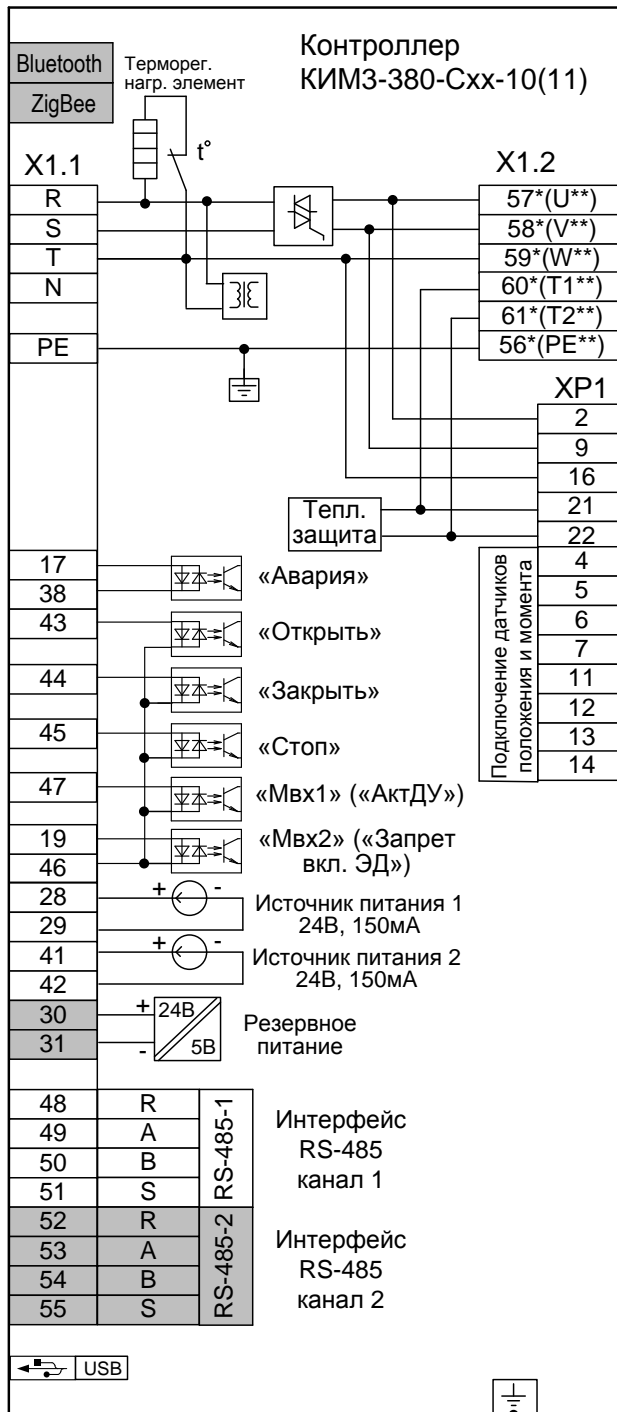 Контроллер
КИМ3-380-Схх-10(11)
Bluetooth
ZigBee
Терморег.
нагр. элемент
t°
X1.1
R
S
T
N
PE
X1.2
57*(U**)
58*(V**)
59*(W**)
60*(T1**)
61*(T2**)
56*(PE**)
XP1
2
9
16
21
22
4
5
6
7
11
12
13
14
Тепл.
защита
Подключение датчиков
положения и момента
17
38
«Авария»
43
«Открыть»
44
«Закрыть»
45
«Стоп»
47
«Мвх1» («АктДУ»)
19
46
«Мвх2» («Запрет
вкл. ЭД»)
28
29
+ -
Источник питания 1
24В, 150мА
41
42
+ -
Источник питания 2
24В, 150мА
30
31
+
-
24В
5В
Резервное
питание
48 R
49 A
50 B
51 S
RS-485-1
Интерфейс
RS-485
канал 1
52 R
53 A
54 B
55 S
RS-485-2
Интерфейс
RS-485
канал 2
USB